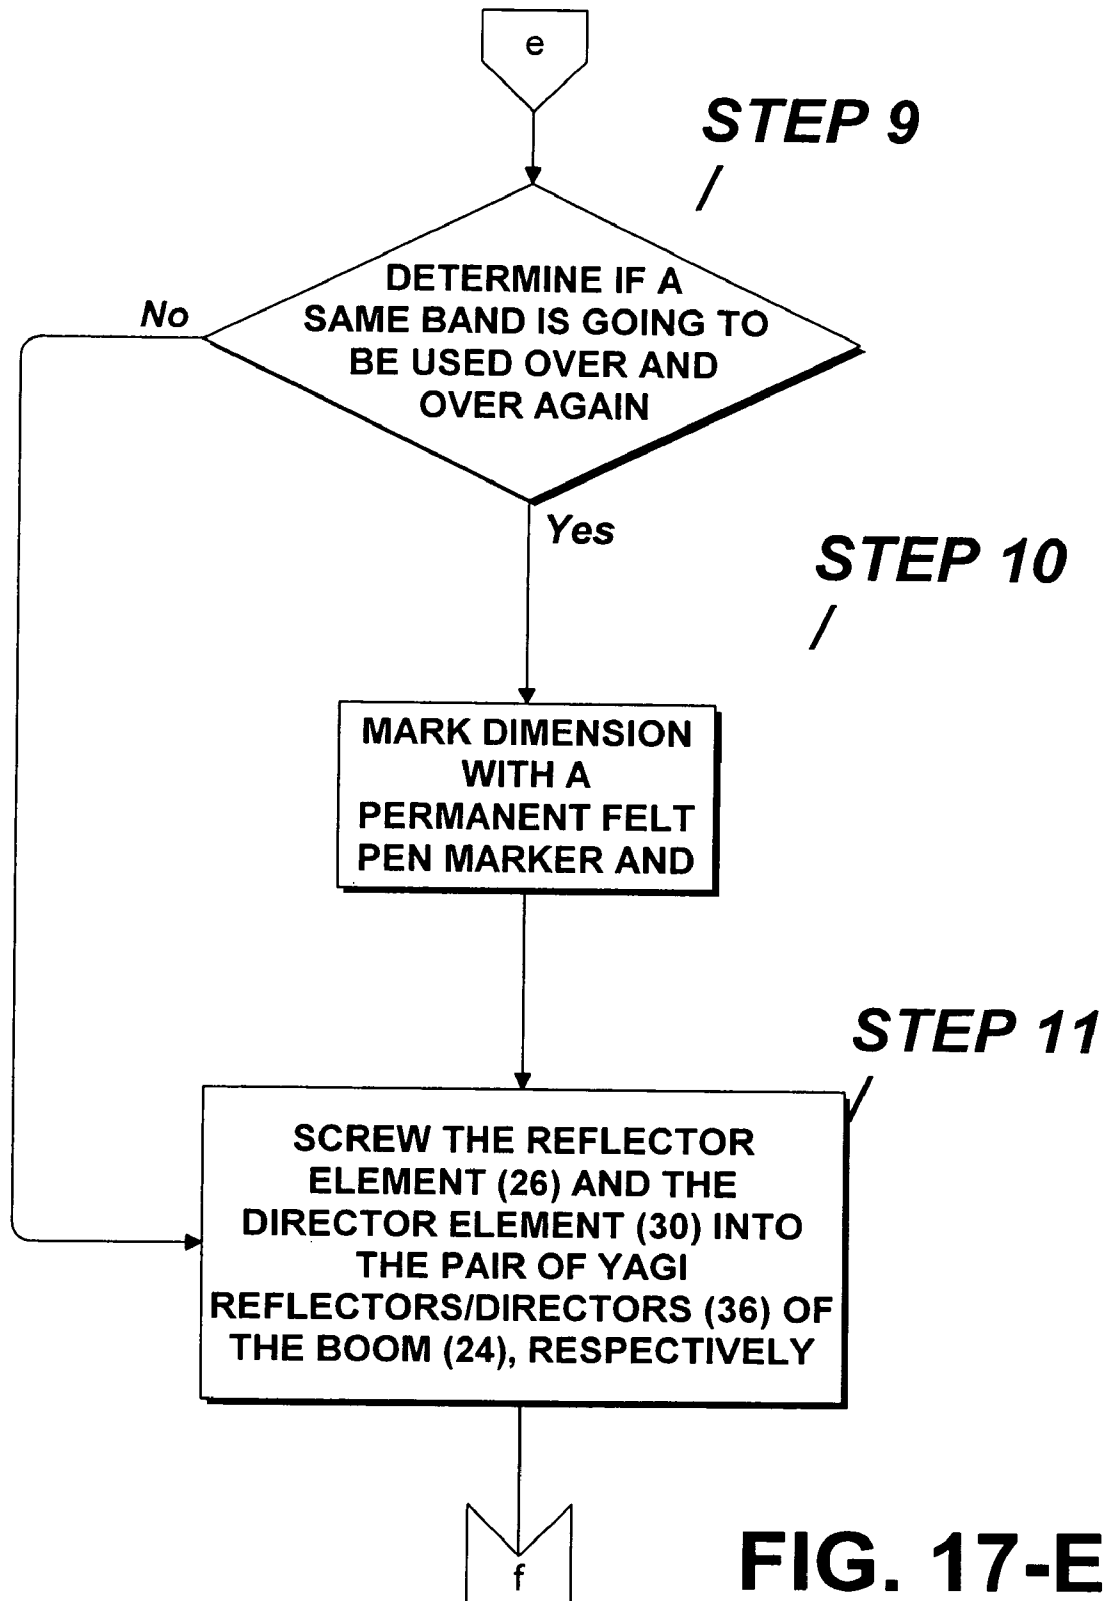 e
STEP 9
/
DETERMINE IF A
SAME BAND IS GOING TO
BE USED OVER AND
OVER AGAIN
No
Yes
STEP 10
/
MARK DIMENSION
WITH A
PERMANENT FELT
PEN MARKER AND
STEP 11
/
SCREW THE REFLECTOR
ELEMENT (26) AND THE
DIRECTOR ELEMENT (30) INTO
THE PAIR OF YAGI
REFLECTORS/DIRECTORS (36) OF
THE BOOM (24), RESPECTIVELY
f
FIG. 17-E